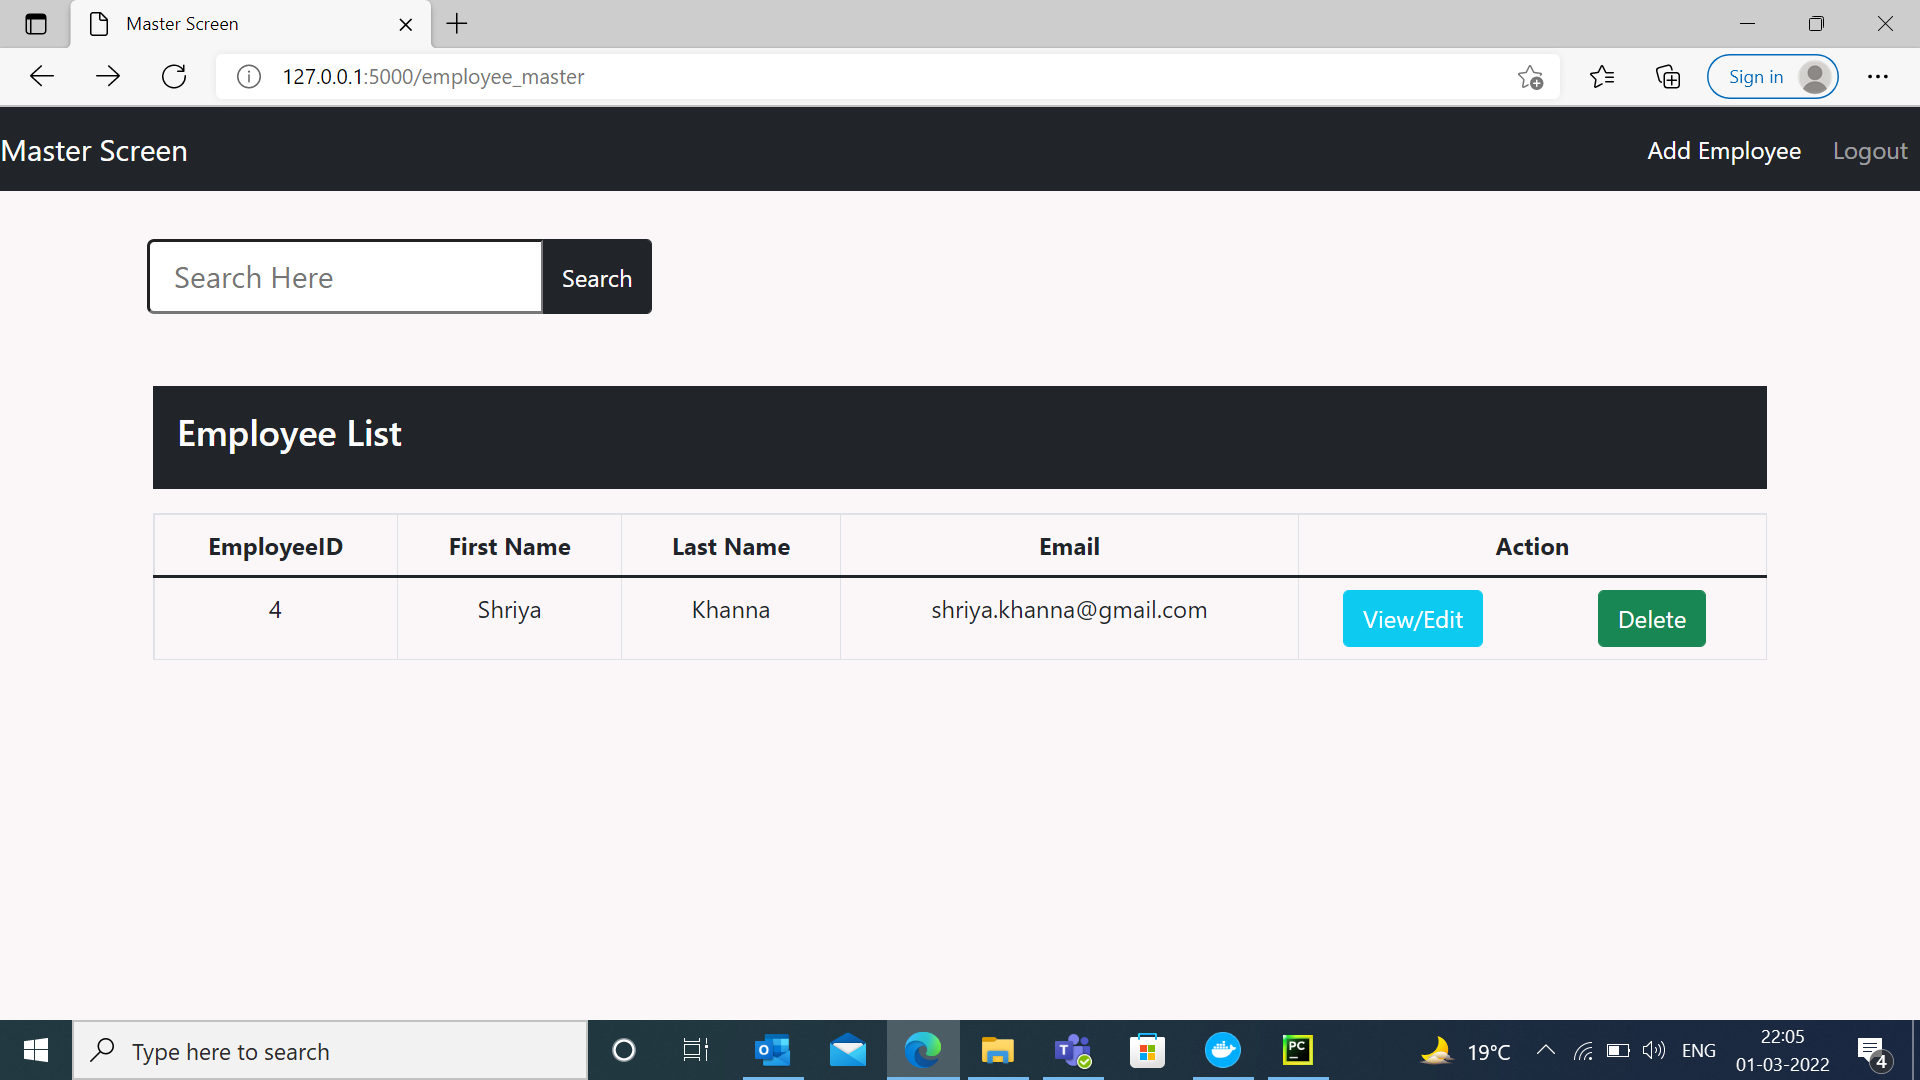 Master Screen
127.0.0.1:5000/employee_master
Sign in
Master Screen
Add Employee
Logout
Search Here
Search
Employee List
EmployeeID First Name Last Name Email Action
4 Shriya Khanna shriya.khanna@gmail.com View/Edit Delete
Type here to search
O
T
PC
19°C
ENG
22:05
01-03-2022
4